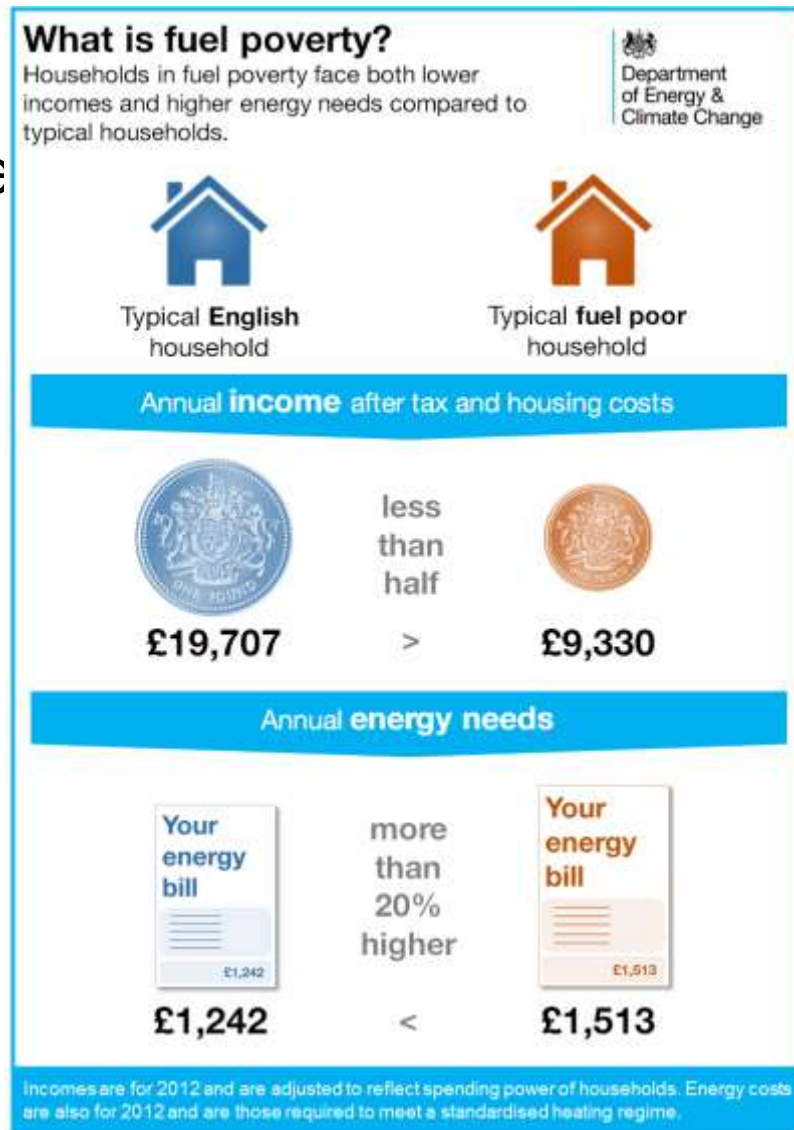 What is fuel poverty?
Households in fuel poverty face both lower
incomes and higher energy needs compared to
typical households.
Department
of Energy &
Climate Change
Typical English
household
Typical fuel poor
household
Annual income after tax and housing costs
ONE POUND
less
than
half
£19,707
>
£9,330
Annual energy needs
Your
energy
bill
£1,242
more
than
20%
higher
Your
energy
bill
£1,513
£1,242
<
£1,513
Incomes are for 2012 and are adjusted to reflect spending power of households. Energy costs
are also for 2012 and are those required to meet a standardised heating regime.